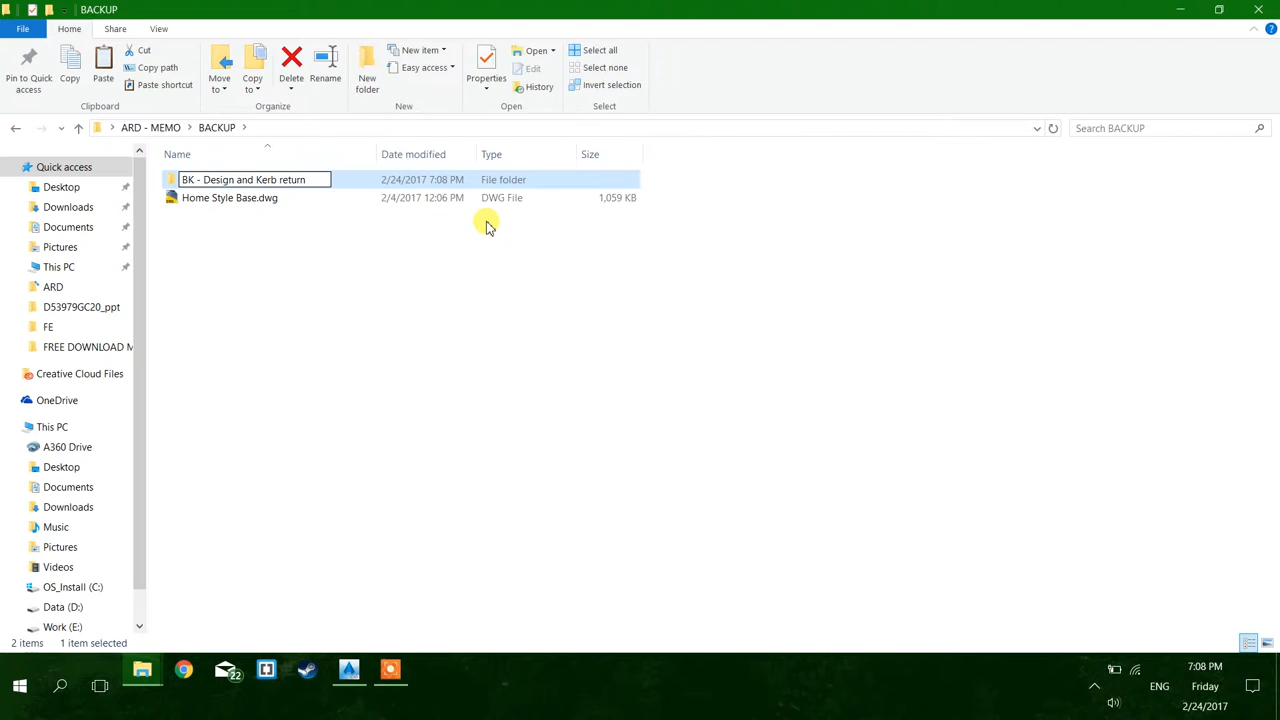 BACKUP
File Home Share View
Pin to Quick access
Copy
Paste
Cut
Copy path
Paste shortcut
Clipboard
Move to
Copy to
Delete
Rename
Organize
New folder
New item
Easy access
New
Properties
Open
Edit
History
Open
Select all
Select none
Invert selection
Select
ARD - MEMO > BACKUP >
Search BACKUP
Name Date modified Type Size
BK - Design and Kerb return 2/24/2017 7:08 PM File folder
Home Style Base.dwg 2/4/2017 12:06 PM DWG File 1,059 KB
Quick access
Desktop
Downloads
Documents
Pictures
This PC
ARD
D53979GC20_ppt
FE
FREE DOWNLOAD M
Creative Cloud Files
OneDrive
This PC
A360 Drive
Desktop
Documents
Downloads
Music
Pictures
Videos
OS_Install (C:)
Data (D:)
Work (E:)
2 items 1 item selected
22
ENG
7:08 PM
Friday
2/24/2017